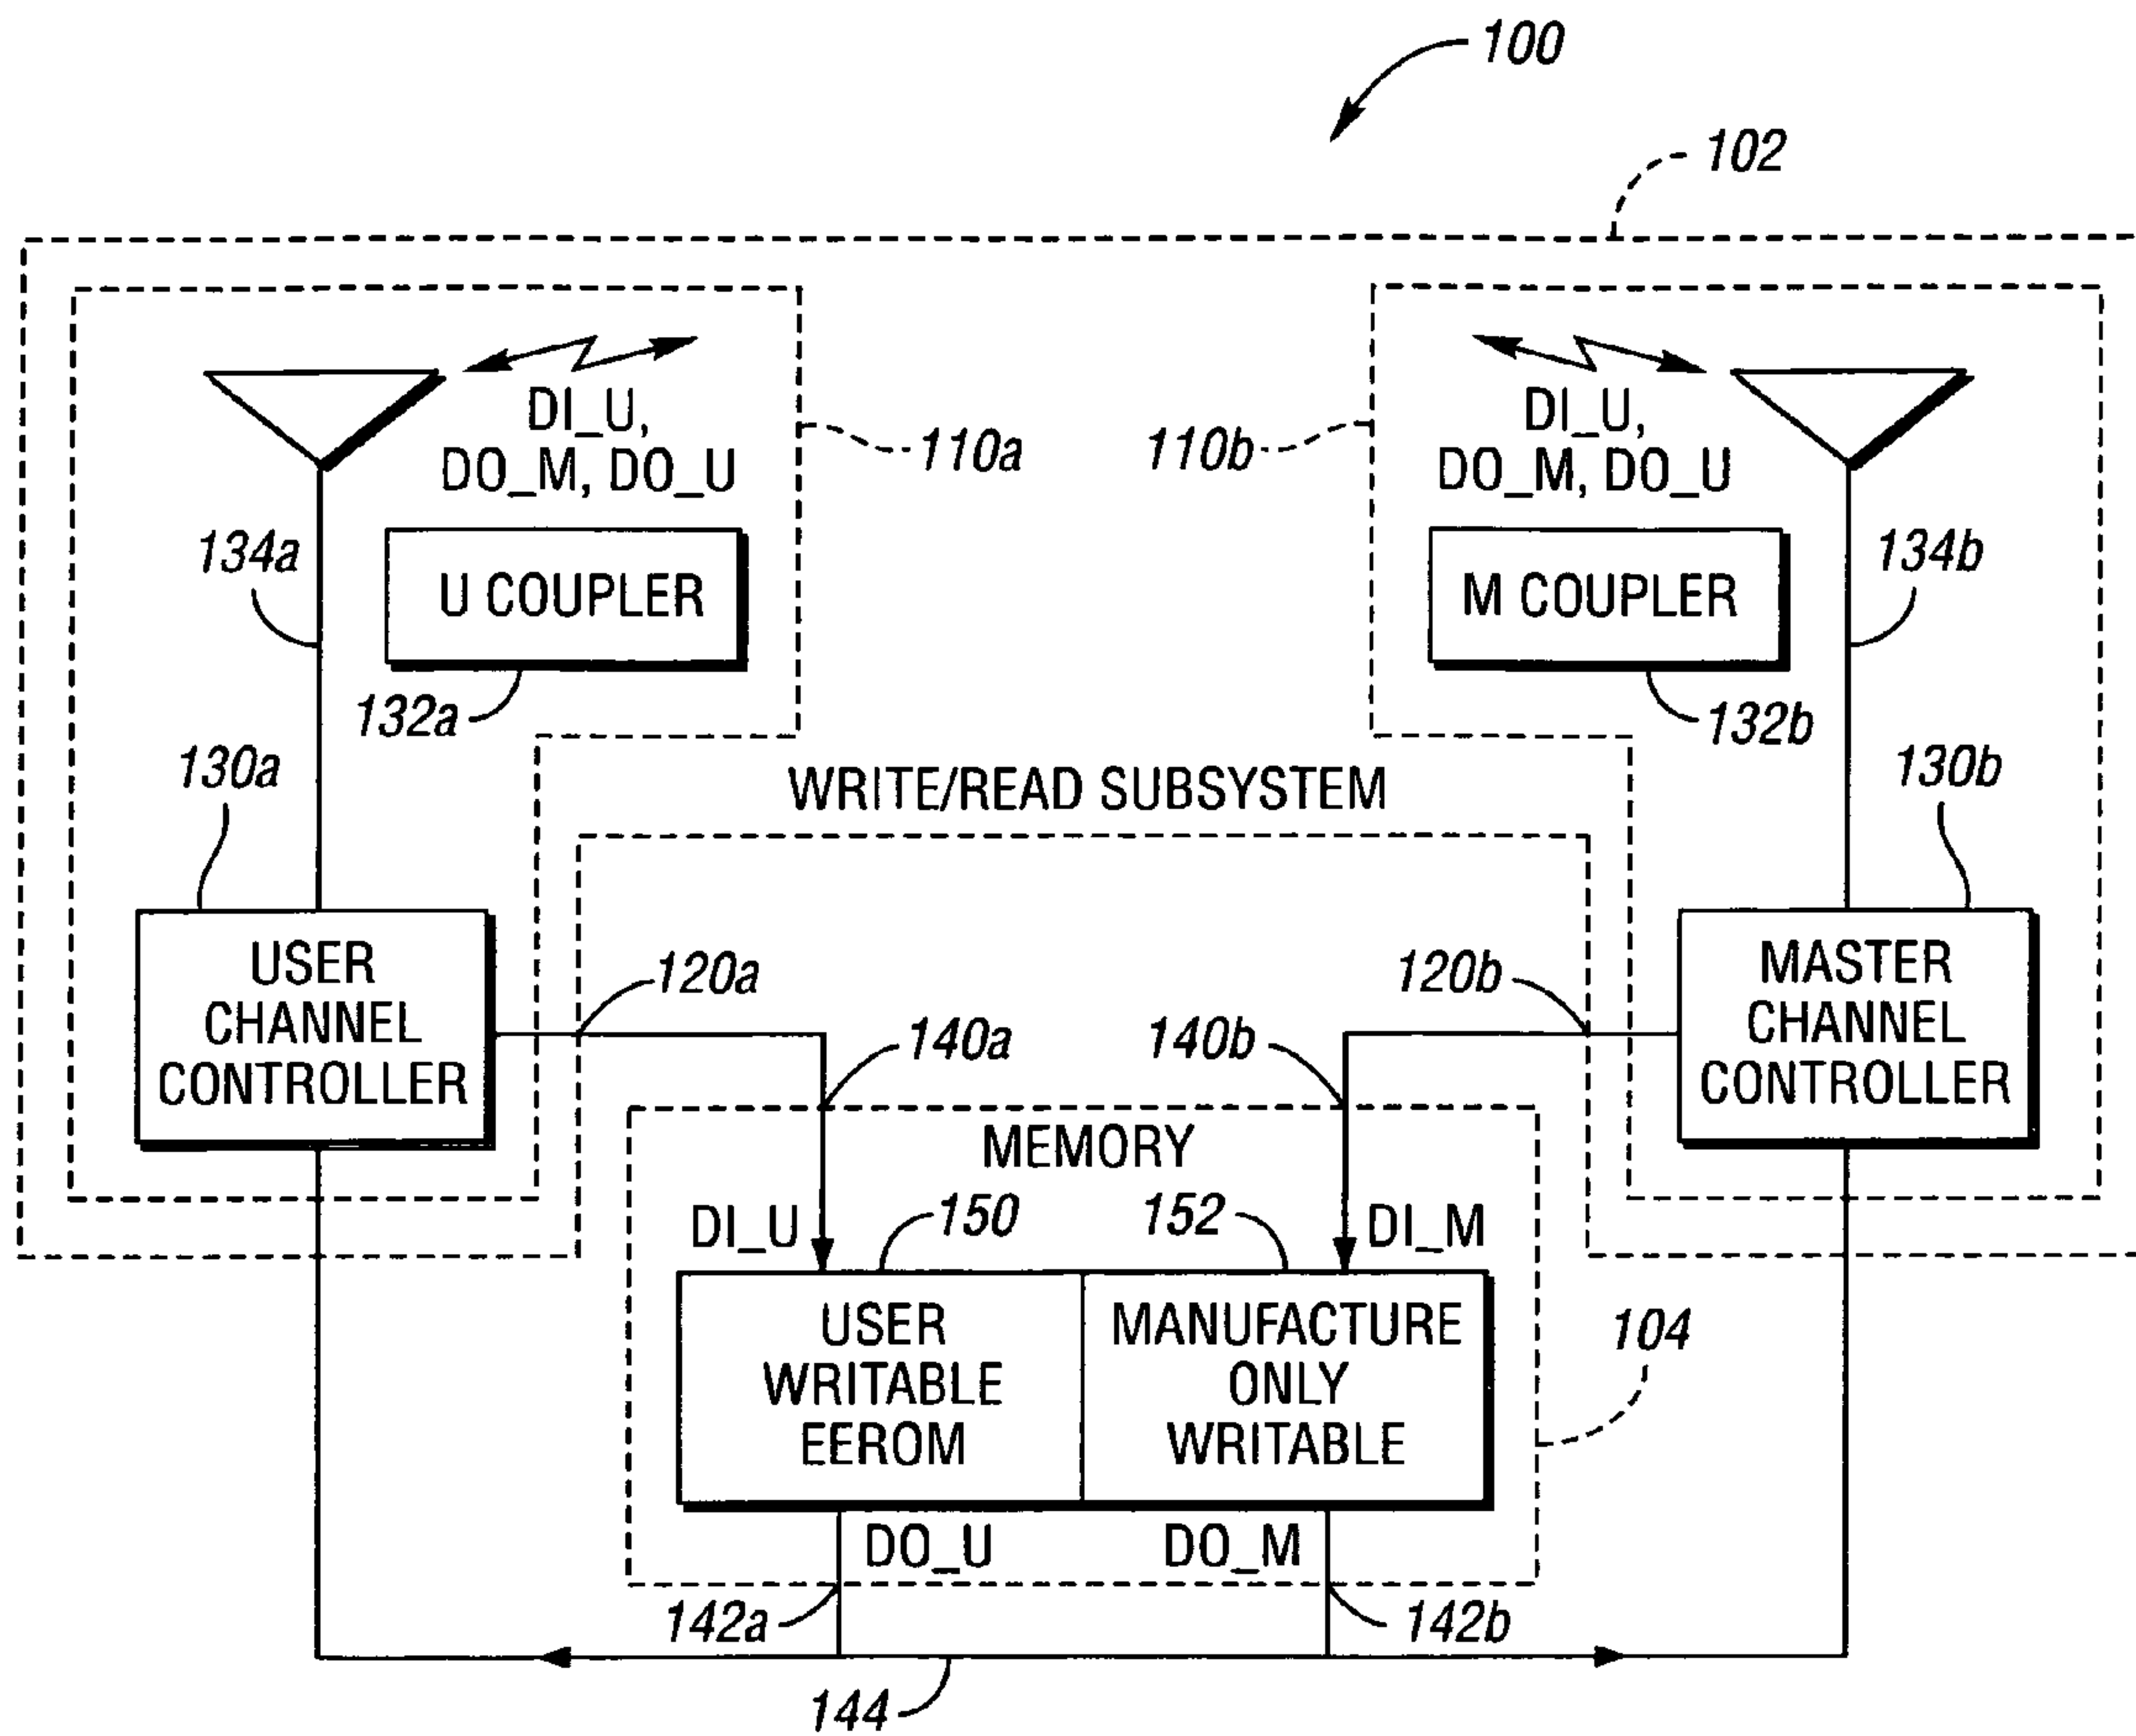 100
102
DI_U,
DO_M, DO_U
110a
110b
DI_U,
DO_M, DO_U
134a
U COUPLER
M COUPLER
134b
132a
132b
130a
WRITE/READ SUBSYSTEM
130b
USER
CHANNEL
CONTROLLER
120a
120b
MASTER
CHANNEL
CONTROLLER
140a
140b
MEMORY
DI_U
150
152
DI_M
USER
WRITABLE
EEROM
MANUFACTURE
ONLY
WRITABLE
104
DO_U
DO_M
142a
142b
144